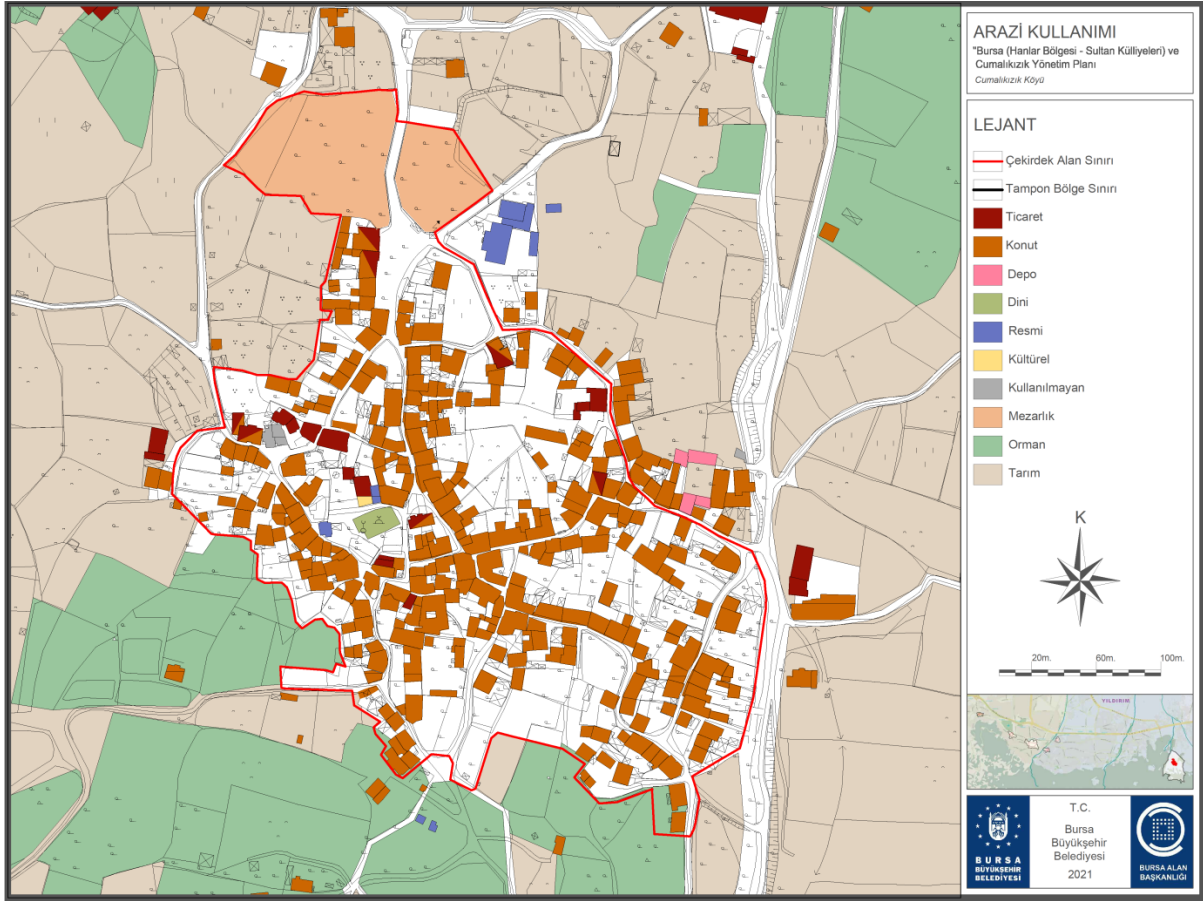 ARAZİ KULLANIMI
"Bursa (Hanlar Bölgesi - Sultan Külliyeleri) ve
Cumalıkızık Yönetim Planı
Cumalıkızık Köyü
LEJANT
Çekirdek Alan Sınırı
Tampon Bölge Sınırı
Ticaret
Konut
Depo
Dini
Resmi
Kültürel
Kullanılmayan
Mezarlık
Orman
Tarım
K
20m. 60m. 100m.
YILDIRIM
BURSA
BÜYÜKŞEHİR
BELEDİYESİ
T.C.
Bursa
Büyükşehir
Belediyesi
2021
BURSA ALAN
BAŞKANLIĞI